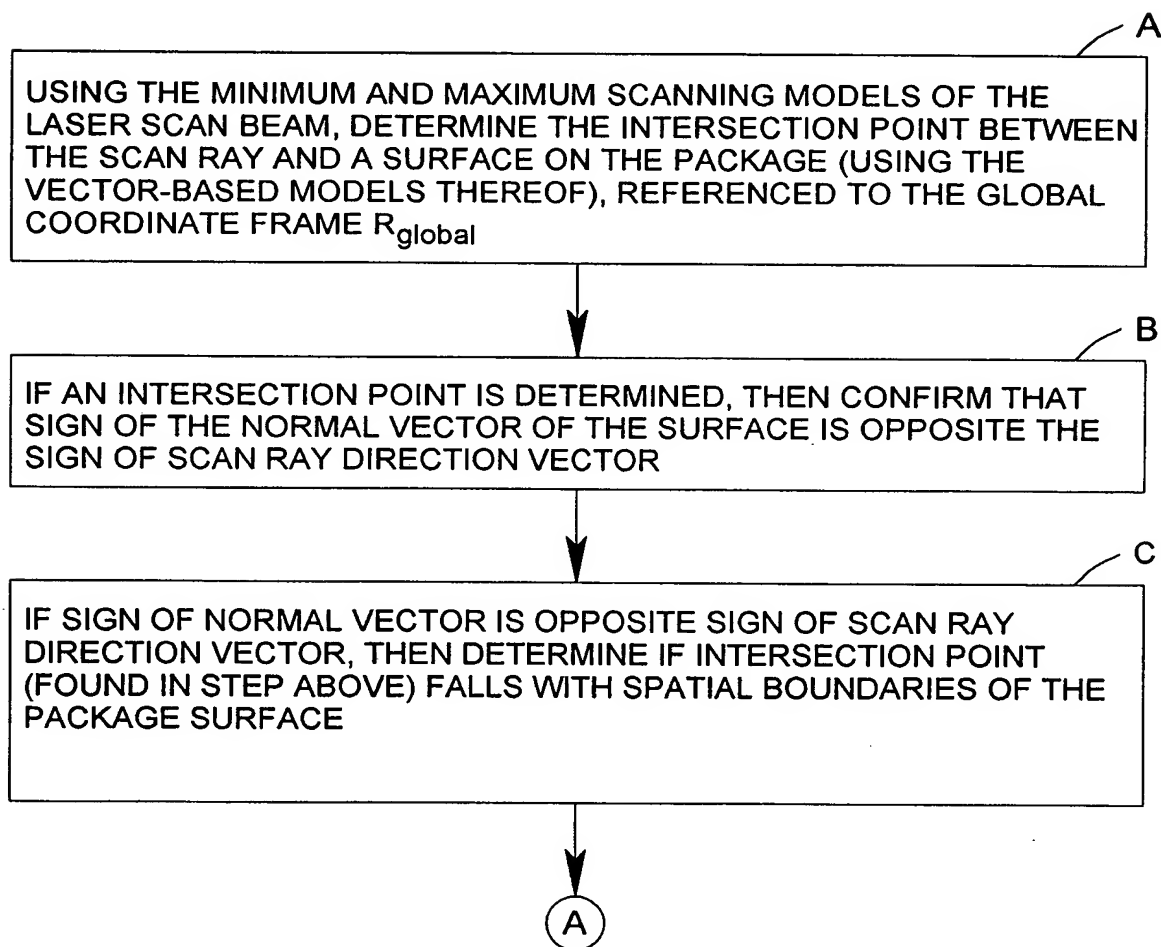 A
USING THE MINIMUM AND MAXIMUM SCANNING MODELS OF THE
LASER SCAN BEAM, DETERMINE THE INTERSECTION POINT BETWEEN
THE SCAN RAY AND A SURFACE ON THE PACKAGE (USING THE
VECTOR-BASED MODELS THEREOF), REFERENCED TO THE GLOBAL
COORDINATE FRAME Rglobal
B
IF AN INTERSECTION POINT IS DETERMINED, THEN CONFIRM THAT
SIGN OF THE NORMAL VECTOR OF THE SURFACE IS OPPOSITE THE
SIGN OF SCAN RAY DIRECTION VECTOR
C
IF SIGN OF NORMAL VECTOR IS OPPOSITE SIGN OF SCAN RAY
DIRECTION VECTOR, THEN DETERMINE IF INTERSECTION POINT
(FOUND IN STEP ABOVE) FALLS WITH SPATIAL BOUNDARIES OF THE
PACKAGE SURFACE
A